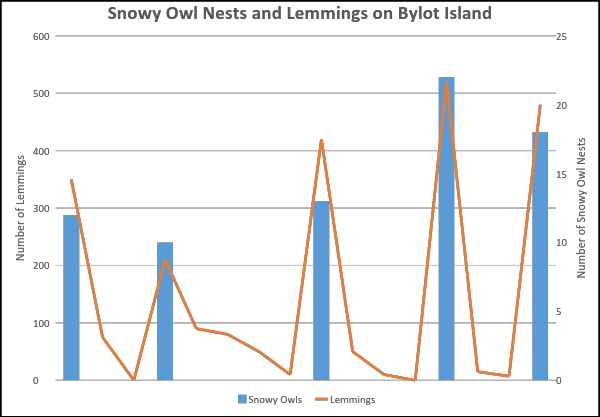 Snowy Owl Nests and Lemmings on Bylot Island
600
500
400
300
200
100
0
Number of Lemmings
25
20
15
10
5
0
Number of Snowy Owl Nests
Snowy Owls
Lemmings